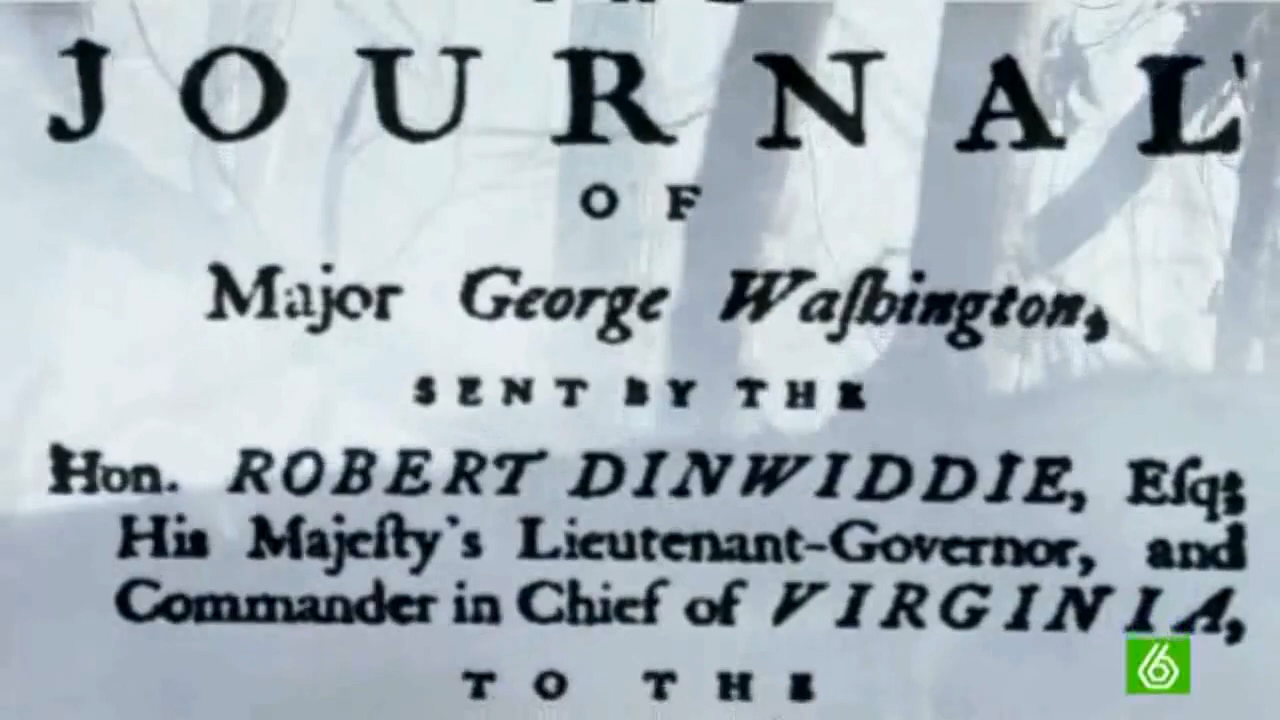 JOURNAL
OF
Major George Waſhington,
SENT BY THE
Hon. ROBERT DINWIDDIE, Eſq;
His Majeſty's Lieutenant-Governor, and
Commander in Chief of VIRGINIA,
TO THE
6